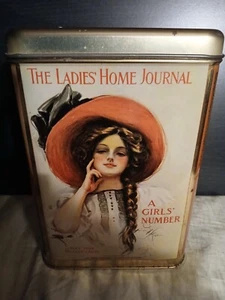 THE LADIES' HOME JOURNAL
A
GIRLS'
NUMBER